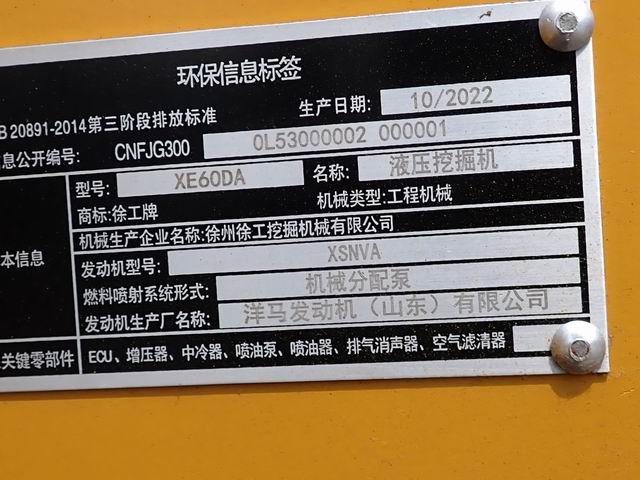 环保信息标签
B 20891-2014第三阶段排放标准 生产日期: 10/2022
息公开编号: CNFJG300 0L53000002 000001
型号: XE60DA 名称: 液压挖掘机
商标:徐工牌 机械类型:工程机械
机械生产企业名称:徐州徐工挖掘机械有限公司
本信息
发动机型号: XSNVA
燃料喷射系统形式: 机械分配泵
发动机生产厂名称: 洋马发动机（山东）有限公司
关键零部件 ECU、增压器、中冷器、喷油泵、喷油器、排气消声器、空气滤清器